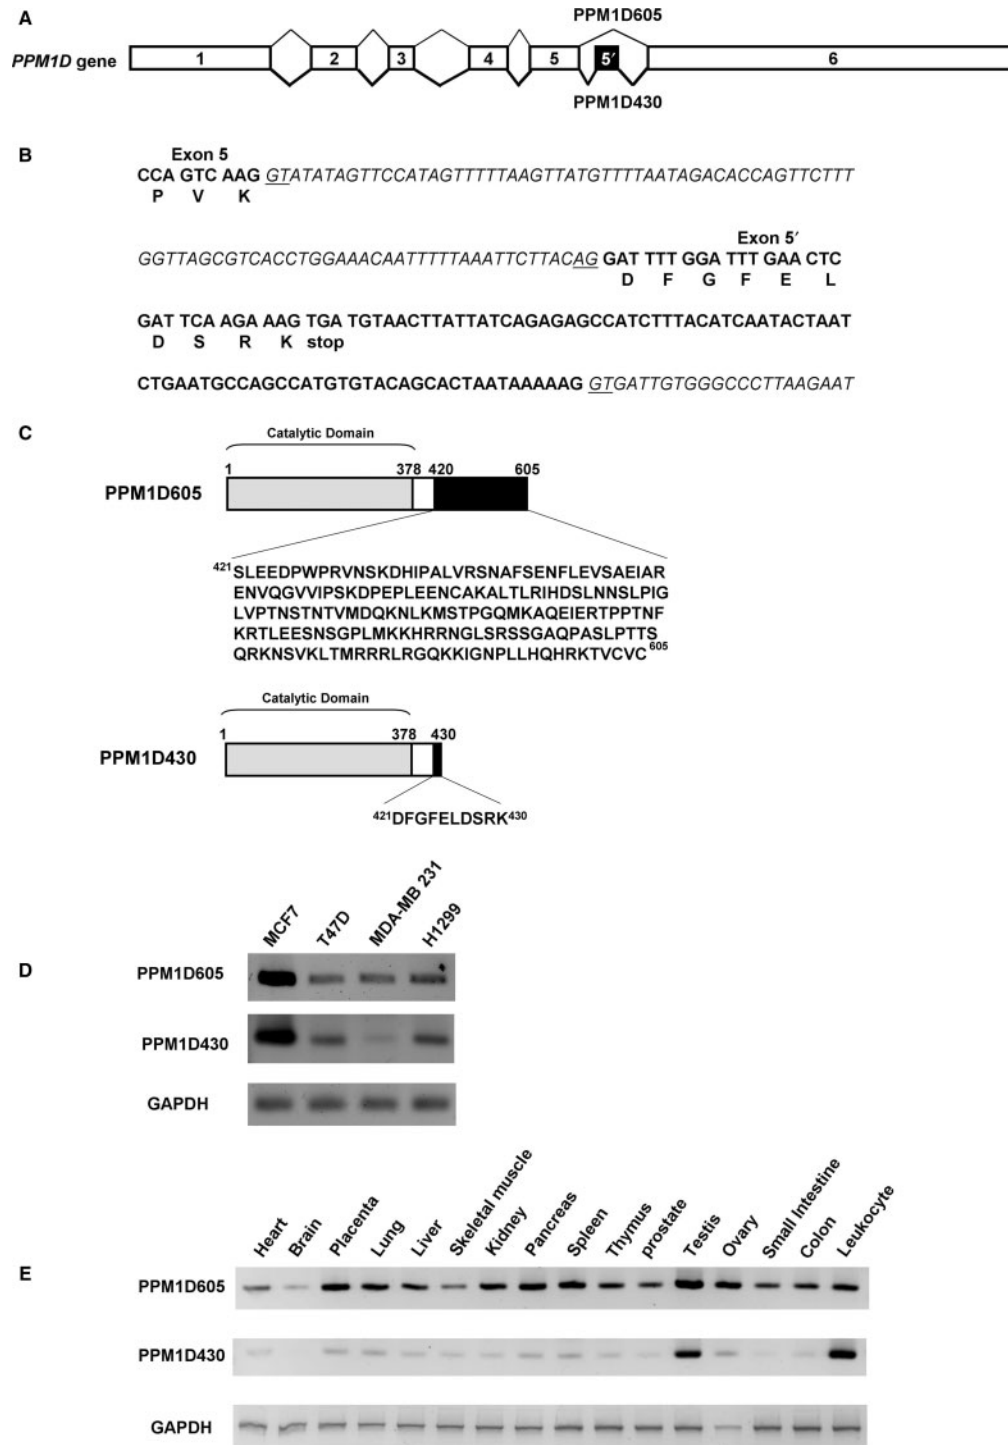 A
PPM1D605
PPM1D gene
1 2 3 4 5 5′ 6
PPM1D430
B
Exon 5
CCA GTC AAG GTATATAGTTCCATAGTTTTTAAGTTATGTTTTAATAGACACCAGTTCTTT
P V K
Exon 5′
GGTTAGCGTCACCTGGAAACAATTTTTAAATTCTTACAG GAT TTT GGA TTT GAA CTC
D F G F E L
GAT TCA AGA AAG TGA TGTAACTTATTATCAGAGAGCCATCTTTACATCAATACTAAT
D S R K stop
CTGAATGCCAGCCATGTGTACAGCACTAATAAAAAG GTGATTGTGGGCCCTTAAGAAT
C
Catalytic Domain
1 378 420 605
PPM1D605
421SLEEDPWPRVNSKDHIPALVRSNAFSENFLEVSAEIAR
ENVQGVVIPSKDPEPLEENCAKALTLRIHDSLNNSLPIG
LVPTNSTNTVMDQKNLKMSTPGQMKAQEIERTPPTNF
KRTLEESNSGPLMKKHRRNGLSRSSGAQPASLPTTS
QRKNSVKLTMRRRLRGQKKIGNPLLHQHRKTVCVC605
Catalytic Domain
1 378 430
PPM1D430
421DFGFELDSRK430
MCF7 T47D MDA-MB 231 H1299
D
PPM1D605
PPM1D430
GAPDH
Heart Brain Placenta Lung Liver Skeletal muscle Kidney Pancreas Spleen Thymus prostate Testis Ovary Small Intestine Colon Leukocyte
E
PPM1D605
PPM1D430
GAPDH